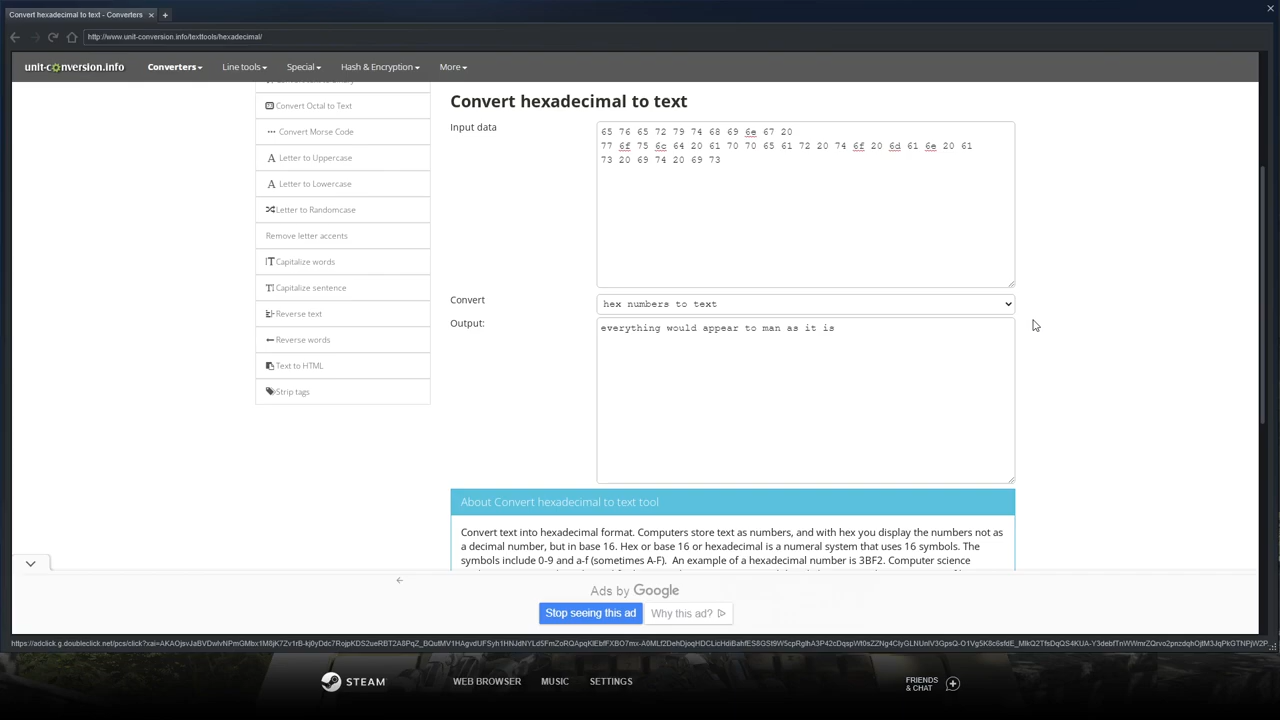 Convert hexadecimal to text - Converters
http://www.unit-conversion.info/texttools/hexadecimal/
unit-conversion.info Converters Line tools Special Hash & Encryption More
Convert Octal to Text
Convert Morse Code
Letter to Uppercase
Letter to Lowercase
Letter to Randomcase
Remove letter accents
Capitalize words
Capitalize sentence
Reverse text
Reverse words
Text to HTML
Strip tags
Convert hexadecimal to text
Input data
65 76 65 72 79 74 68 69 6e 67 20
77 6f 75 6c 64 20 61 70 70 65 61 72 20 74 6f 20 6d 61 6e 20 61
73 20 69 74 20 69 73
Convert
hex numbers to text
Output:
everything would appear to man as it is
About Convert hexadecimal to text tool
Convert text into hexadecimal format. Computers store text as numbers, and with hex you display the numbers not as
a decimal number, but in base 16. Hex or base 16 or hexadecimal is a numeral system that uses 16 symbols. The
symbols include 0-9 and a-f (sometimes A-F). An example of a hexadecimal number is 3BF2. Computer science
Ads by Google
Stop seeing this ad
Why this ad?
STEAM
WEB BROWSER MUSIC SETTINGS
FRIENDS
& CHAT